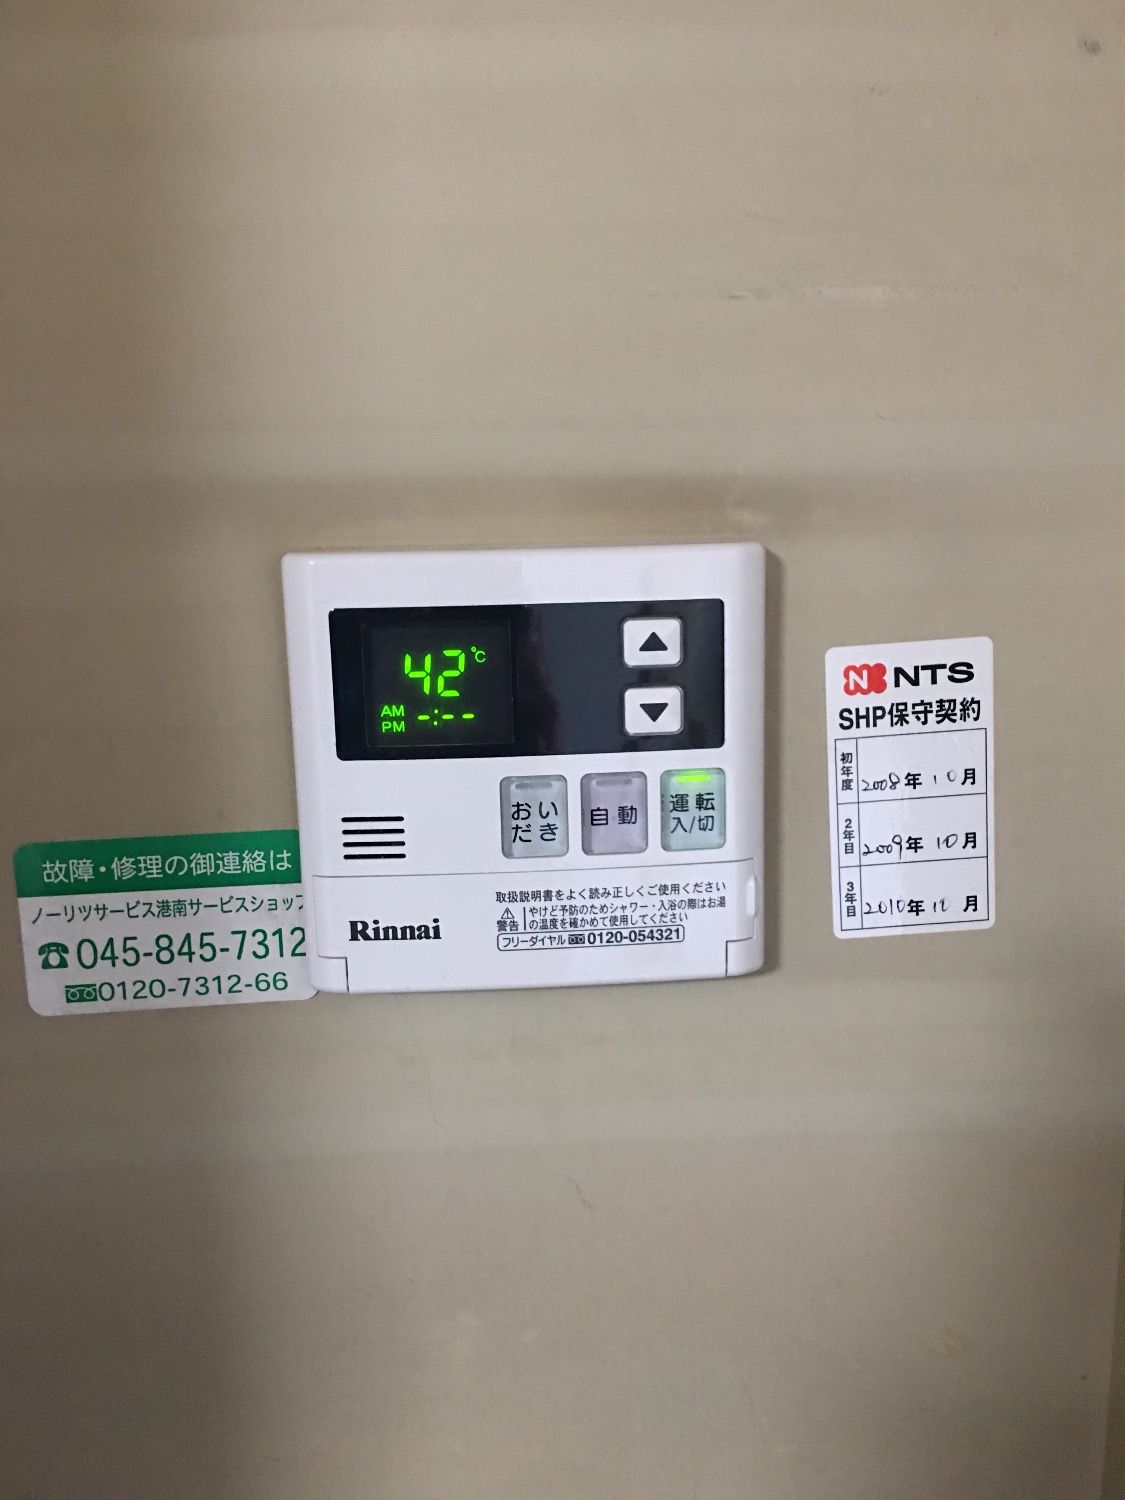 42℃
AM
PM -:--
▲
▼
おい
だき
自動
運転
入/切
Rinnai
取扱説明書をよく読み正しくご使用ください
⚠警告 やけど予防のためシャワー・入浴の際はお湯
の温度を確かめて使用してください
フリーダイヤル 0120-054321
故障・修理の御連絡は
ノーリツサービス港南サービスショップ
☎045-845-7312
0120-7312-66
N NTS
SHP保守契約
初年度 2008年 10月
2年目 2009年 10月
3年目 2010年 月